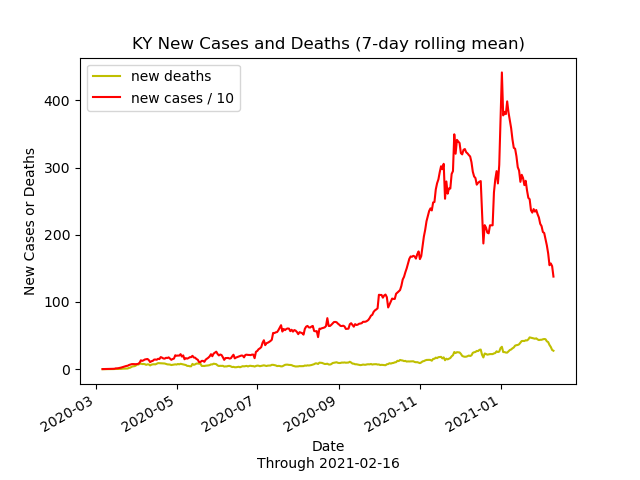 KY New Cases and Deaths (7-day rolling mean)
new deaths
new cases / 10
400
300
200
100
0
New Cases or Deaths
2020-03
2020-05
2020-07
2020-09
2020-11
2021-01
Date
Through 2021-02-16